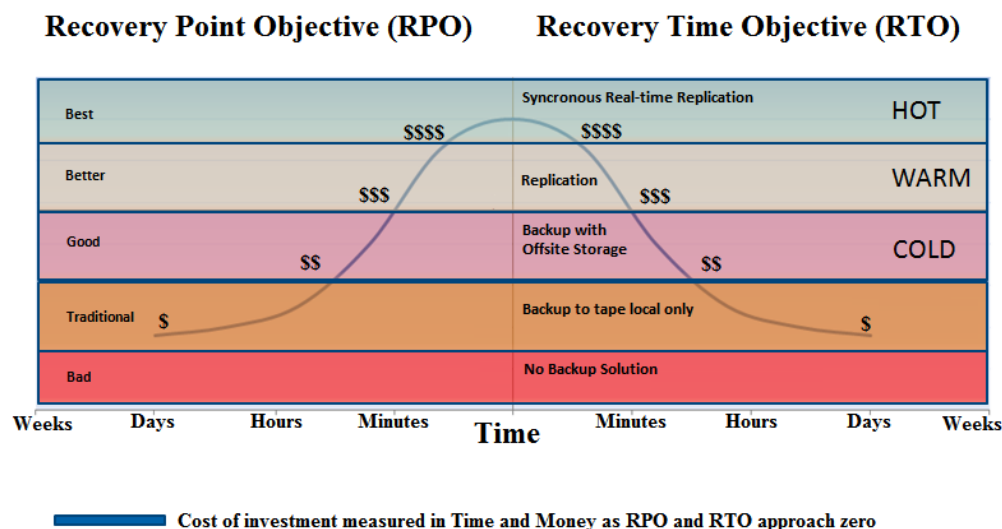 Recovery Point Objective (RPO)
Recovery Time Objective (RTO)
Best
Syncronous Real-time Replication
HOT
$$$$
$$$$
Better
Replication
WARM
$$$
$$$
Good
Backup with
Offsite Storage
COLD
$$
$$
Traditional
Backup to tape local only
$
$
Bad
No Backup Solution
Weeks
Days
Hours
Minutes
Time
Minutes
Hours
Days
Weeks
Cost of investment measured in Time and Money as RPO and RTO approach zero